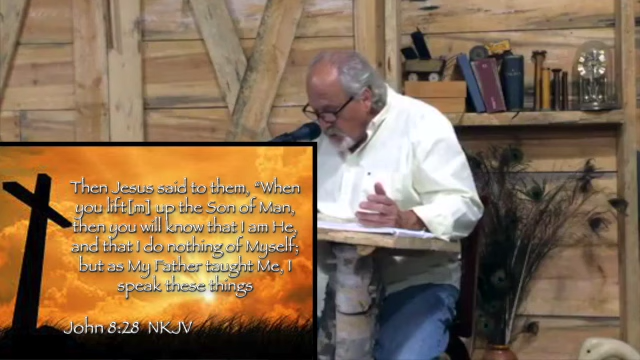 Then Jesus said to them, "When
you lift[m] up the Son of Man,
then you will know that I am He,
and that I do nothing of Myself;
but as My Father taught Me, I
speak these things
John 8:28 NKJV